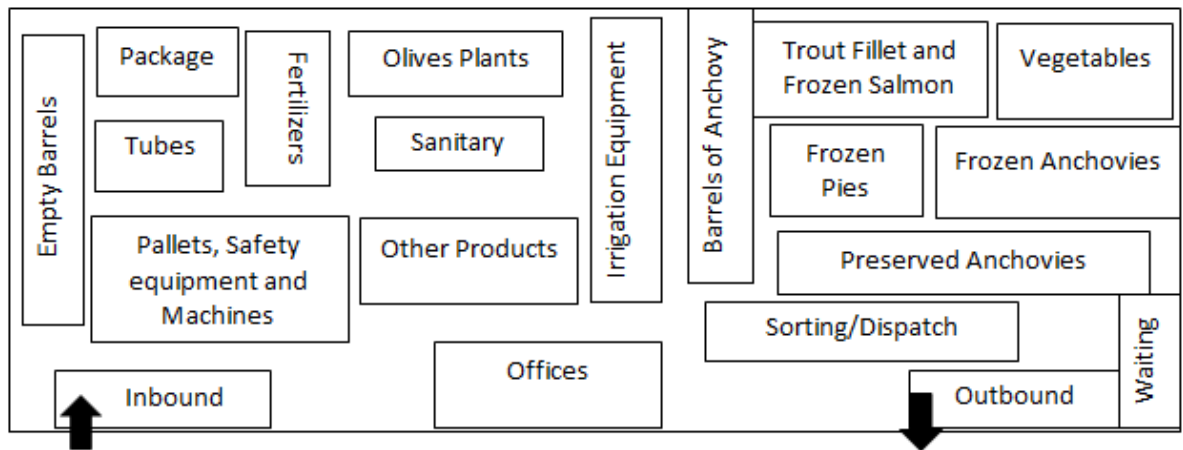 Empty Barrels
Package
Tubes
Fertilizers
Olives Plants
Sanitary
Pallets, Safety
equipment and
Machines
Other Products
Irrigation Equipment
Barrels of Anchovy
Trout Fillet and
Frozen Salmon
Vegetables
Frozen
Pies
Frozen Anchovies
Preserved Anchovies
Sorting/Dispatch
Waiting
Inbound
Offices
Outbound